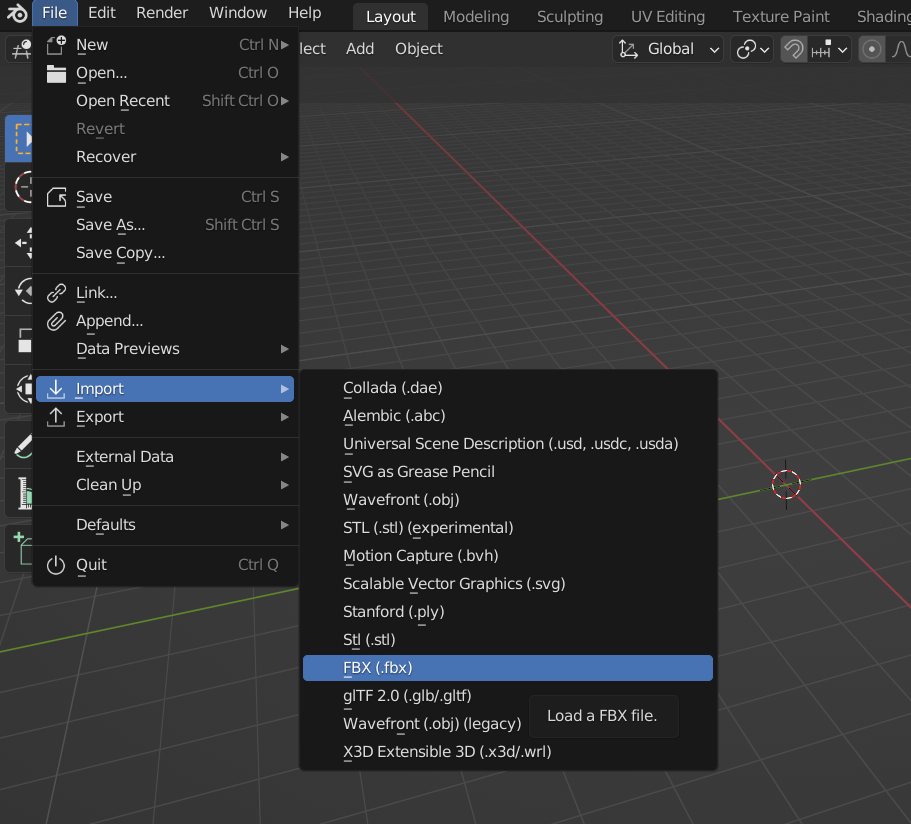 File Edit Render Window Help Layout Modeling Sculpting UV Editing Texture Paint Shading
New Ctrl N
lect Add Object Global
Open... Ctrl O
Open Recent Shift Ctrl O
Revert
Recover
Save Ctrl S
Save As... Shift Ctrl S
Save Copy...
Link...
Append...
Data Previews
Import
Export
External Data
Clean Up
Defaults
Quit Ctrl Q
Collada (.dae)
Alembic (.abc)
Universal Scene Description (.usd, .usdc, .usda)
SVG as Grease Pencil
Wavefront (.obj)
STL (.stl) (experimental)
Motion Capture (.bvh)
Scalable Vector Graphics (.svg)
Stanford (.ply)
Stl (.stl)
FBX (.fbx)
glTF 2.0 (.glb/.gltf)
Load a FBX file.
Wavefront (.obj) (legacy)
X3D Extensible 3D (.x3d/.wrl)